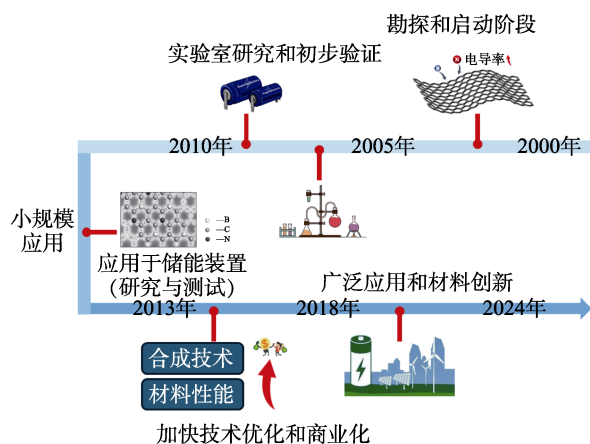 勘探和启动阶段
实验室研究和初步验证
B
N
电导率
2010年
2005年
2000年
小规模
应用
—B
—C
—N
应用于储能装置
(研究与测试)
广泛应用和材料创新
2013年
2018年
2024年
合成技术
材料性能
加快技术优化和商业化